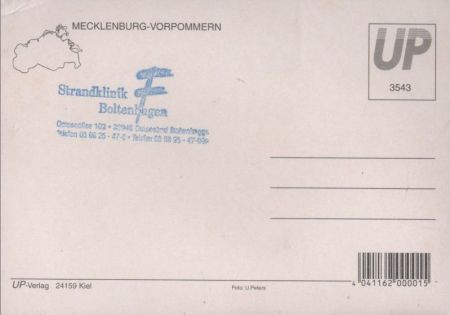 MECKLENBURG-VORPOMMERN
UP
3543
Strandklinik
Boltenhagen
Ostseeallee 103 • 23946 Ostseebad Boltenhagen
Telefon 03 88 25 - 47-0 • Telefax 03 88 25 - 47-
UP-Verlag 24159 Kiel
Foto: U.Peters
4 041162 000015